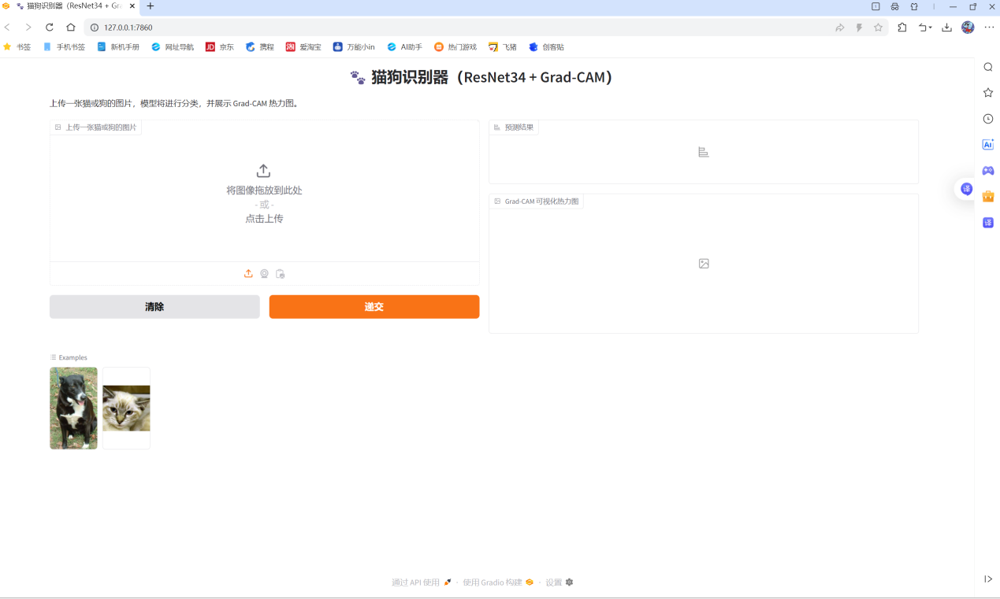 猫狗识别器（ResNet34 + Gra
127.0.0.1:7860
书签 手机书签 新机手册 网址导航 JD 京东 携程 淘 爱淘宝 万能小in AI助手 热门游戏 飞猪 创客贴
🐾 猫狗识别器（ResNet34 + Grad-CAM）
上传一张猫或狗的图片，模型将进行分类，并展示 Grad-CAM 热力图。
上传一张猫或狗的图片
将图像拖放到此处
- 或 -
点击上传
清除 递交
预测结果
Grad-CAM 可视化热力图
Examples
AI
译
译
通过 API 使用 · 使用 Gradio 构建 · 设置